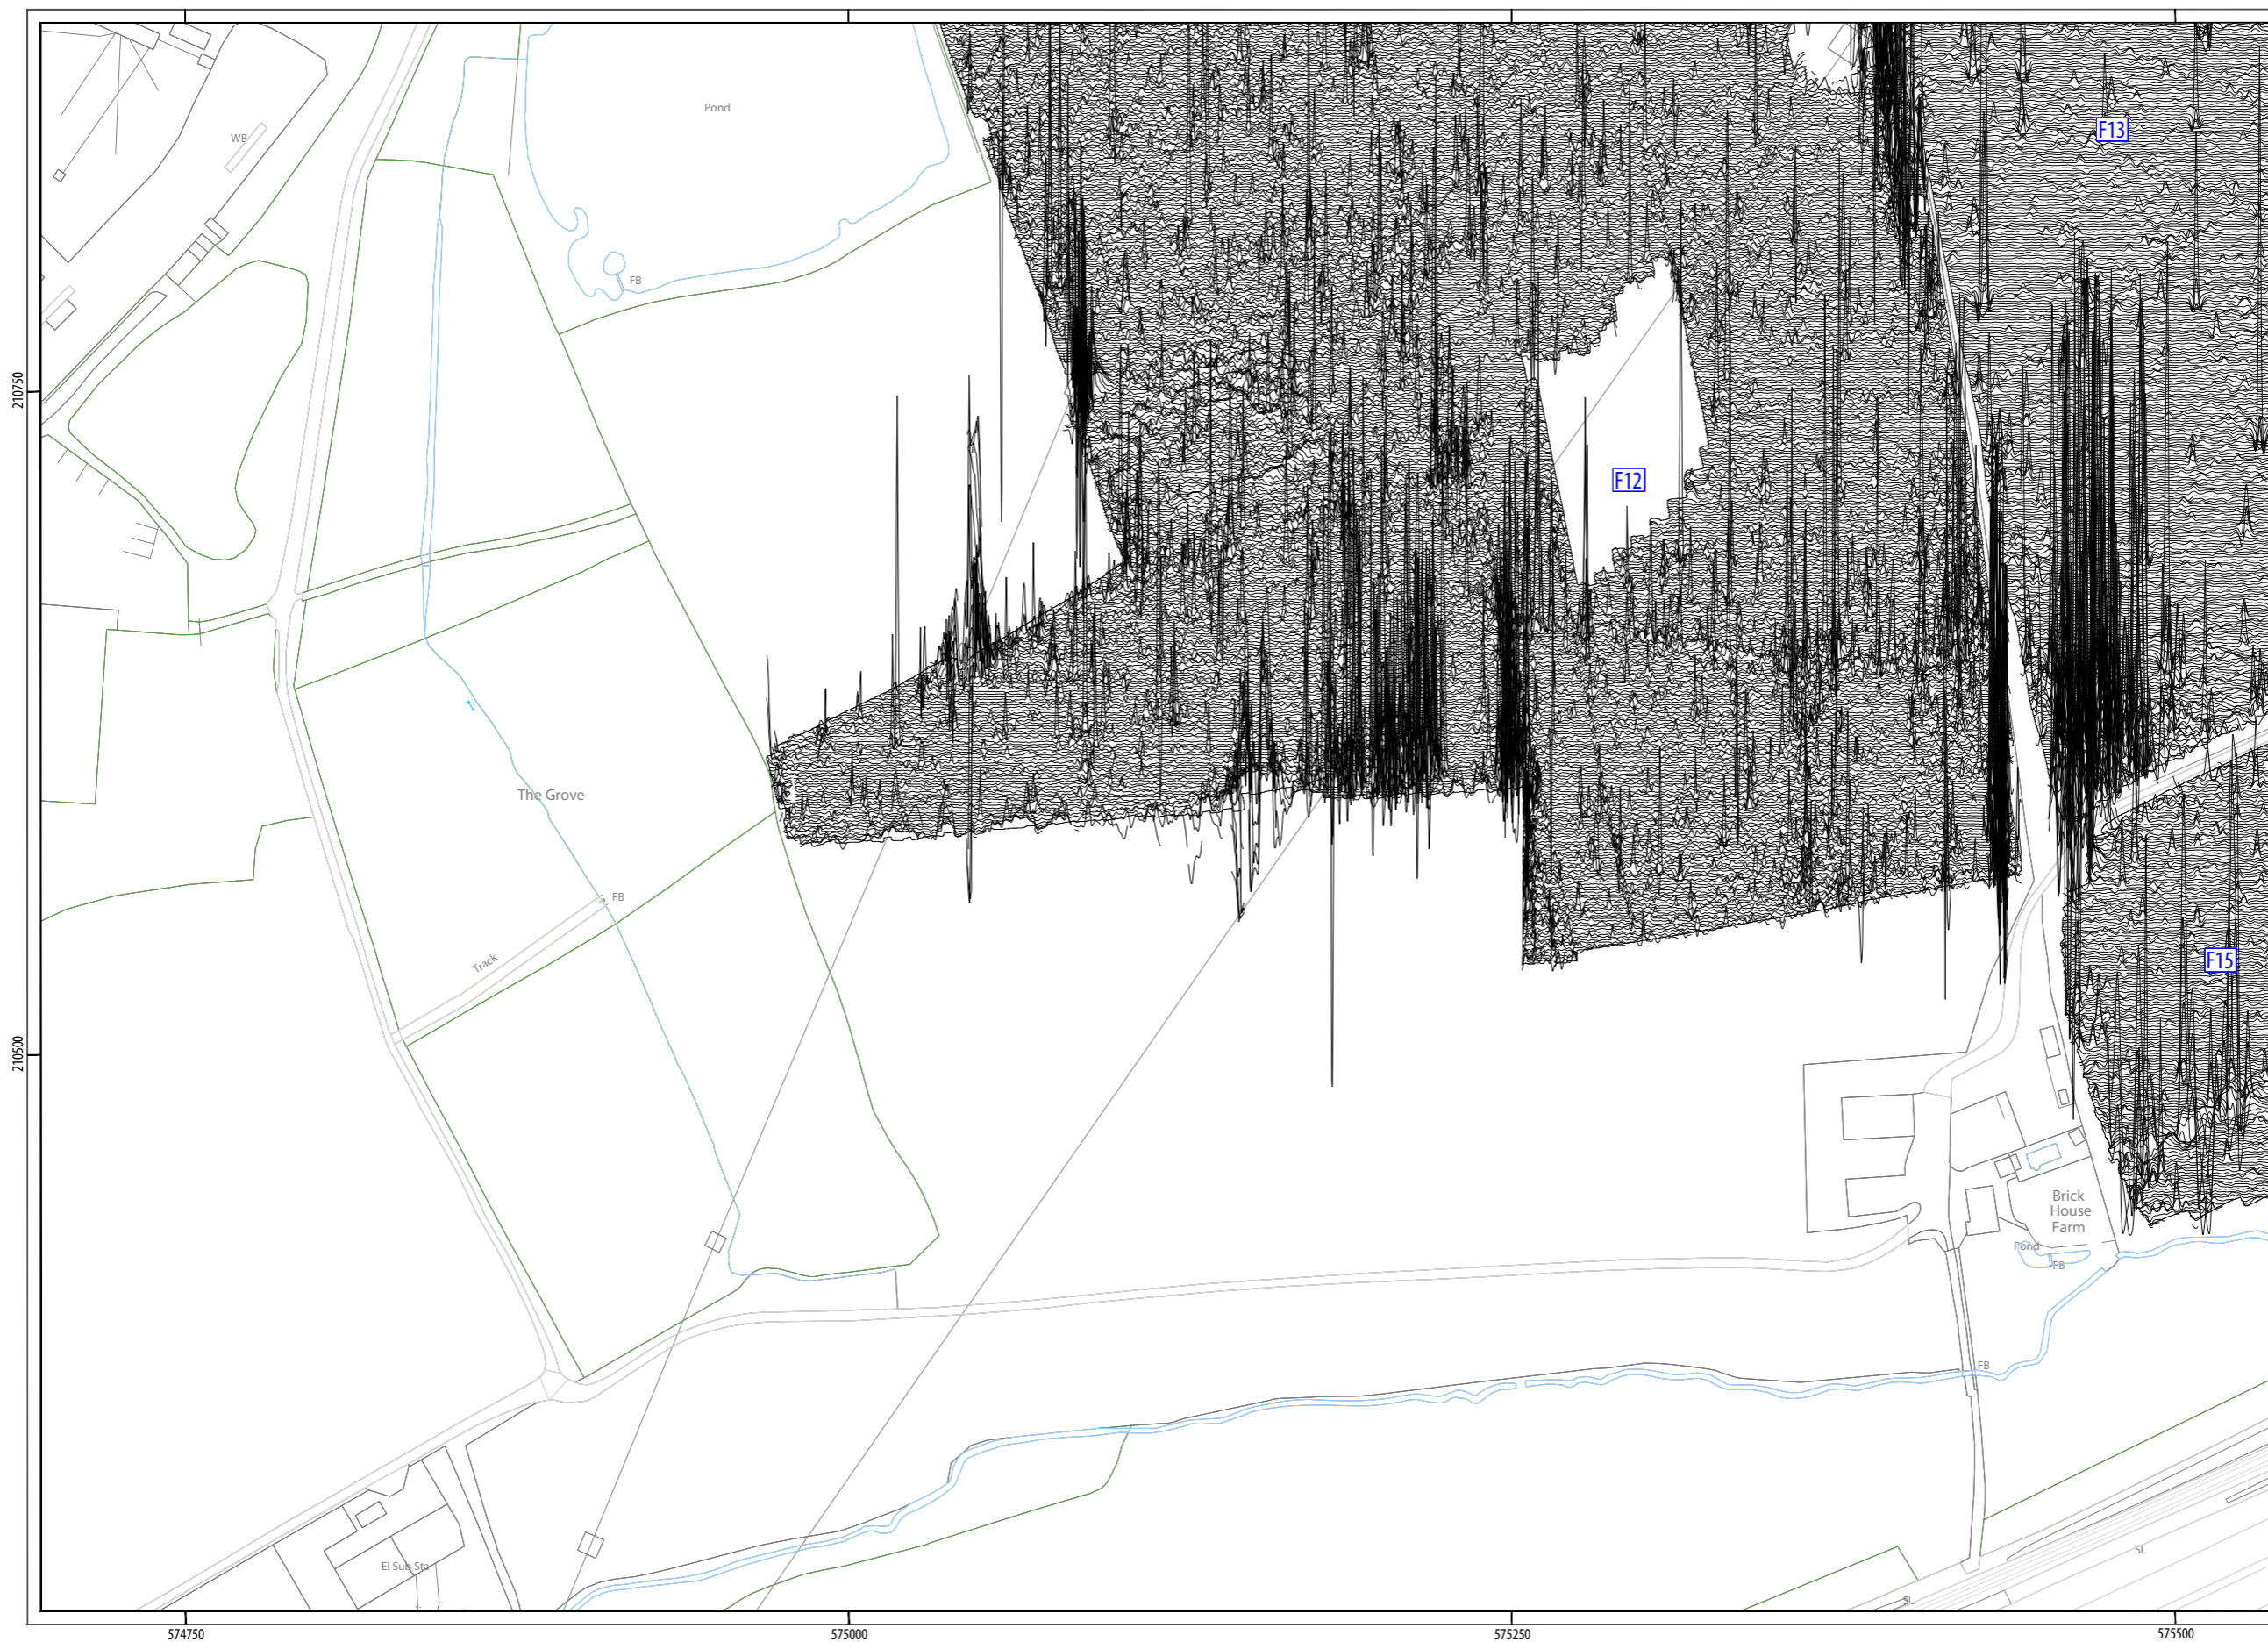 Pond
WB
F13
FB
210750
F12
The Grove
FB
Track
F15
210500
Brick
House
Farm
Pond
FB
FB
SL
El Sub Sta
SL
574750
575000
575250
575500